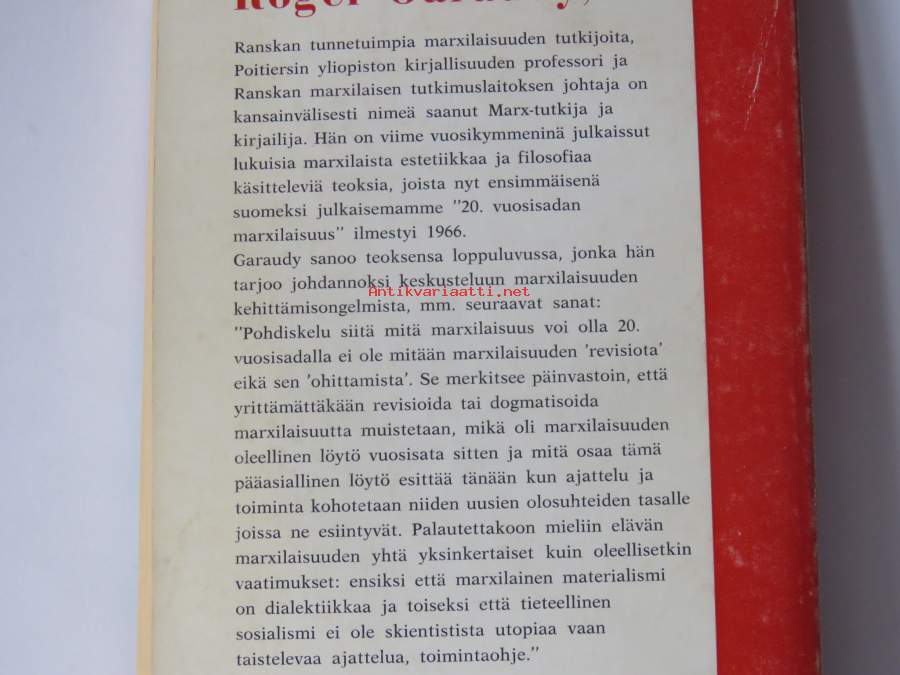 Roger Garaudy,
Ranskan tunnetuimpia marxilaisuuden tutkijoita,
Poitiersin yliopiston kirjallisuuden professori ja
Ranskan marxilaisen tutkimuslaitoksen johtaja on
kansainvälisesti nimeä saanut Marx-tutkija ja
kirjailija. Hän on viime vuosikymmeninä julkaissut
lukuisia marxilaista estetiikkaa ja filosofiaa
käsitteleviä teoksia, joista nyt ensimmäisenä
suomeksi julkaisemamme "20. vuosisadan
marxilaisuus" ilmestyi 1966.
Garaudy sanoo teoksensa loppuluvussa, jonka hän
tarjoo johdannoksi keskusteluun marxilaisuuden
Antikvariaatti.net
kehittämisongelmista, mm. seuraavat sanat:
"Pohdiskelu siitä mitä marxilaisuus voi olla 20.
vuosisadalla ei ole mitään marxilaisuuden 'revisiota'
eikä sen 'ohittamista'. Se merkitsee päinvastoin, että
yrittämättäkään revisioida tai dogmatisoida
marxilaisuutta muistetaan, mikä oli marxilaisuuden
oleellinen löytö vuosisata sitten ja mitä osaa tämä
pääasiallinen löytö esittää tänään kun ajattelu ja
toiminta kohotetaan niiden uusien olosuhteiden tasalle
joissa ne esiintyvät. Palautettakoon mieliin elävän
marxilaisuuden yhtä yksinkertaiset kuin oleellisetkin
vaatimukset: ensiksi että marxilainen materialismi
on dialektiikkaa ja toiseksi että tieteellinen
sosialismi ei ole skientistista utopiaa vaan
taistelevaa ajattelua, toimintaohje."